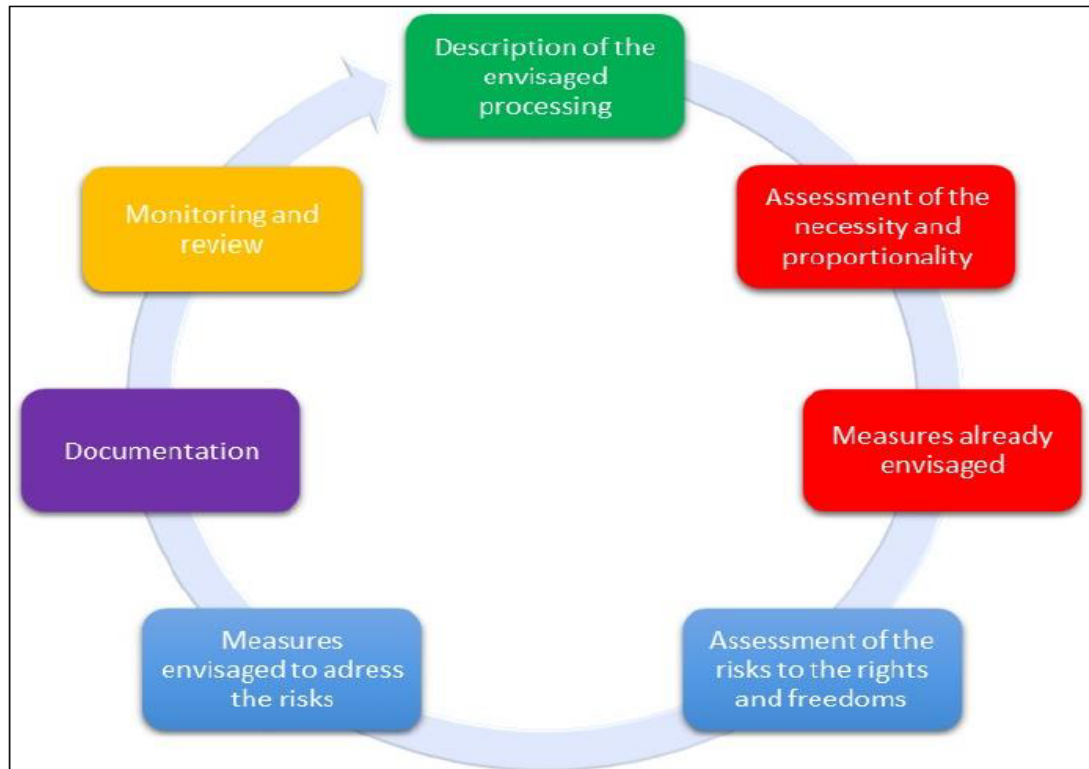 Description of the
envisaged
processing
Assessment of the
necessity and
proportionality
Measures already
envisaged
Assessment of the
risks to the rights
and freedoms
Measures
envisaged to adress
the risks
Documentation
Monitoring and
review